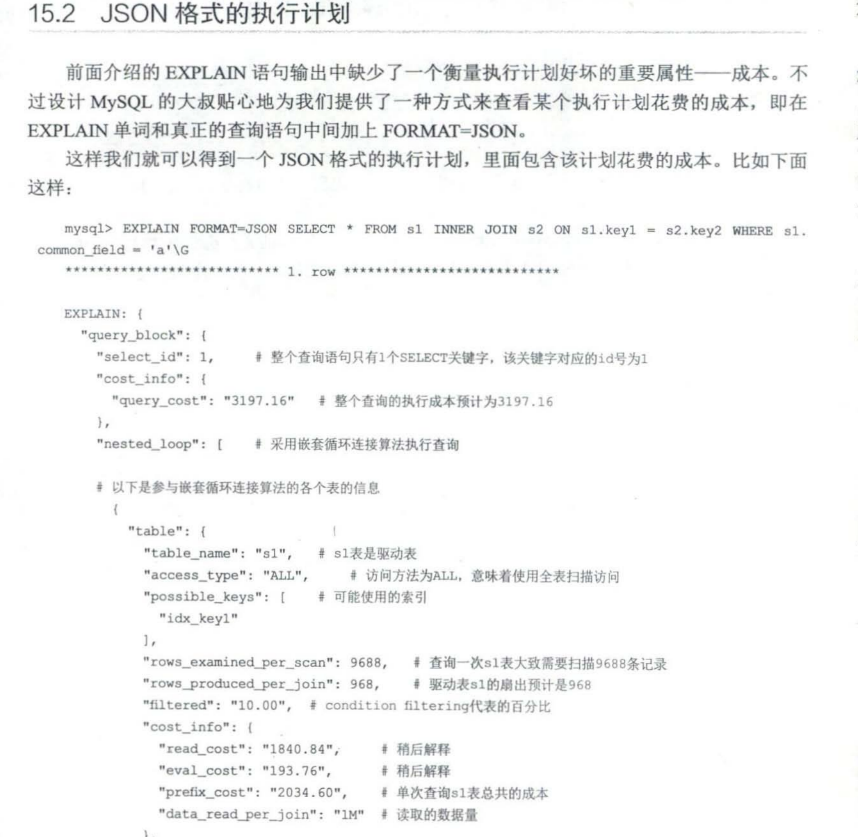 15.2 JSON 格式的执行计划
前面介绍的 EXPLAIN 语句输出中缺少了一个衡量执行计划好坏的重要属性——成本。不
过设计 MySQL 的大叔贴心地为我们提供了一种方式来查看某个执行计划花费的成本，即在
EXPLAIN 单词和真正的查询语句中间加上 FORMAT=JSON。
这样我们就可以得到一个 JSON 格式的执行计划，里面包含该计划花费的成本。比如下面
这样：
mysql> EXPLAIN FORMAT=JSON SELECT * FROM s1 INNER JOIN s2 ON s1.key1 = s2.key2 WHERE s1.
common_field = 'a'\G
*************************** 1. row ***************************
EXPLAIN: {
"query_block": {
"select_id": 1, # 整个查询语句只有1个SELECT关键字，该关键字对应的id号为1
"cost_info": {
"query_cost": "3197.16" # 整个查询的执行成本预计为3197.16
},
"nested_loop": [ # 采用嵌套循环连接算法执行查询
# 以下是参与嵌套循环连接算法的各个表的信息
{
"table": {
"table_name": "s1", # s1表是驱动表
"access_type": "ALL", # 访问方法为ALL，意味着使用全表扫描访问
"possible_keys": [ # 可能使用的索引
"idx_key1"
],
"rows_examined_per_scan": 9688, # 查询一次s1表大致需要扫描9688条记录
"rows_produced_per_join": 968, # 驱动表s1的扇出预计是968
"filtered": "10.00", # condition filtering代表的百分比
"cost_info": {
"read_cost": "1840.84", # 稍后解释
"eval_cost": "193.76", # 稍后解释
"prefix_cost": "2034.60", # 单次查询s1表总共的成本
"data_read_per_join": "1M" # 读取的数据量
},